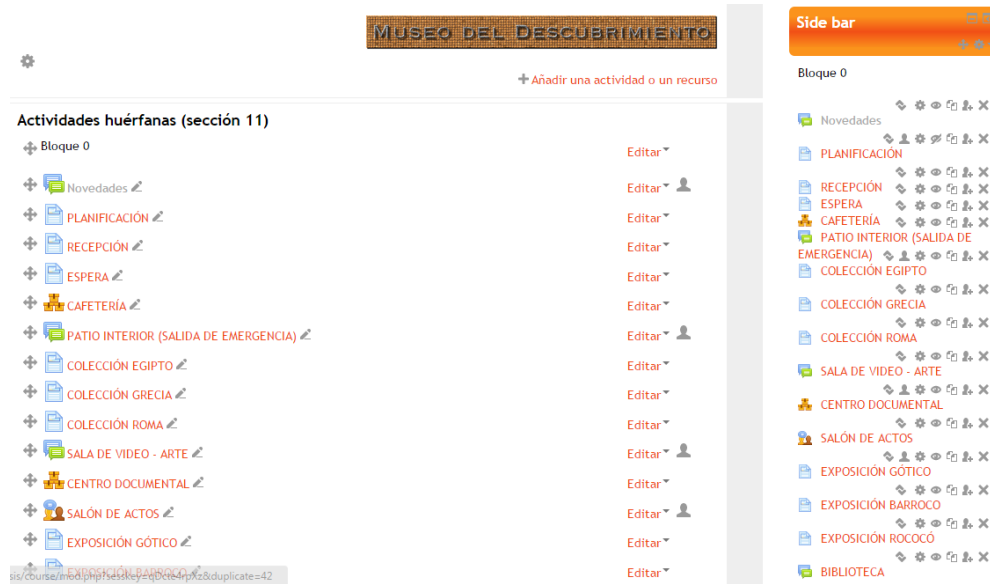 MUSEO DEL DESCUBRIMIENTO
Añadir una actividad o un recurso
Actividades huérfanas (sección 11)
Bloque 0 Editar
Novedades Editar
PLANIFICACIÓN Editar
RECEPCIÓN Editar
ESPERA Editar
CAFETERÍA Editar
PATIO INTERIOR (SALIDA DE EMERGENCIA) Editar
COLECCIÓN EGIPTO Editar
COLECCIÓN GRECIA Editar
COLECCIÓN ROMA Editar
SALA DE VIDEO - ARTE Editar
CENTRO DOCUMENTAL Editar
SALÓN DE ACTOS Editar
EXPOSICIÓN GÓTICO Editar
EXPOSICIÓN BARROCO Editar
Side bar
Bloque 0
Novedades
PLANIFICACIÓN
RECEPCIÓN
ESPERA
CAFETERÍA
PATIO INTERIOR (SALIDA DE
EMERGENCIA)
COLECCIÓN EGIPTO
COLECCIÓN GRECIA
COLECCIÓN ROMA
SALA DE VIDEO - ARTE
CENTRO DOCUMENTAL
SALÓN DE ACTOS
EXPOSICIÓN GÓTICO
EXPOSICIÓN BARROCO
EXPOSICIÓN ROCOCÓ
BIBLIOTECA